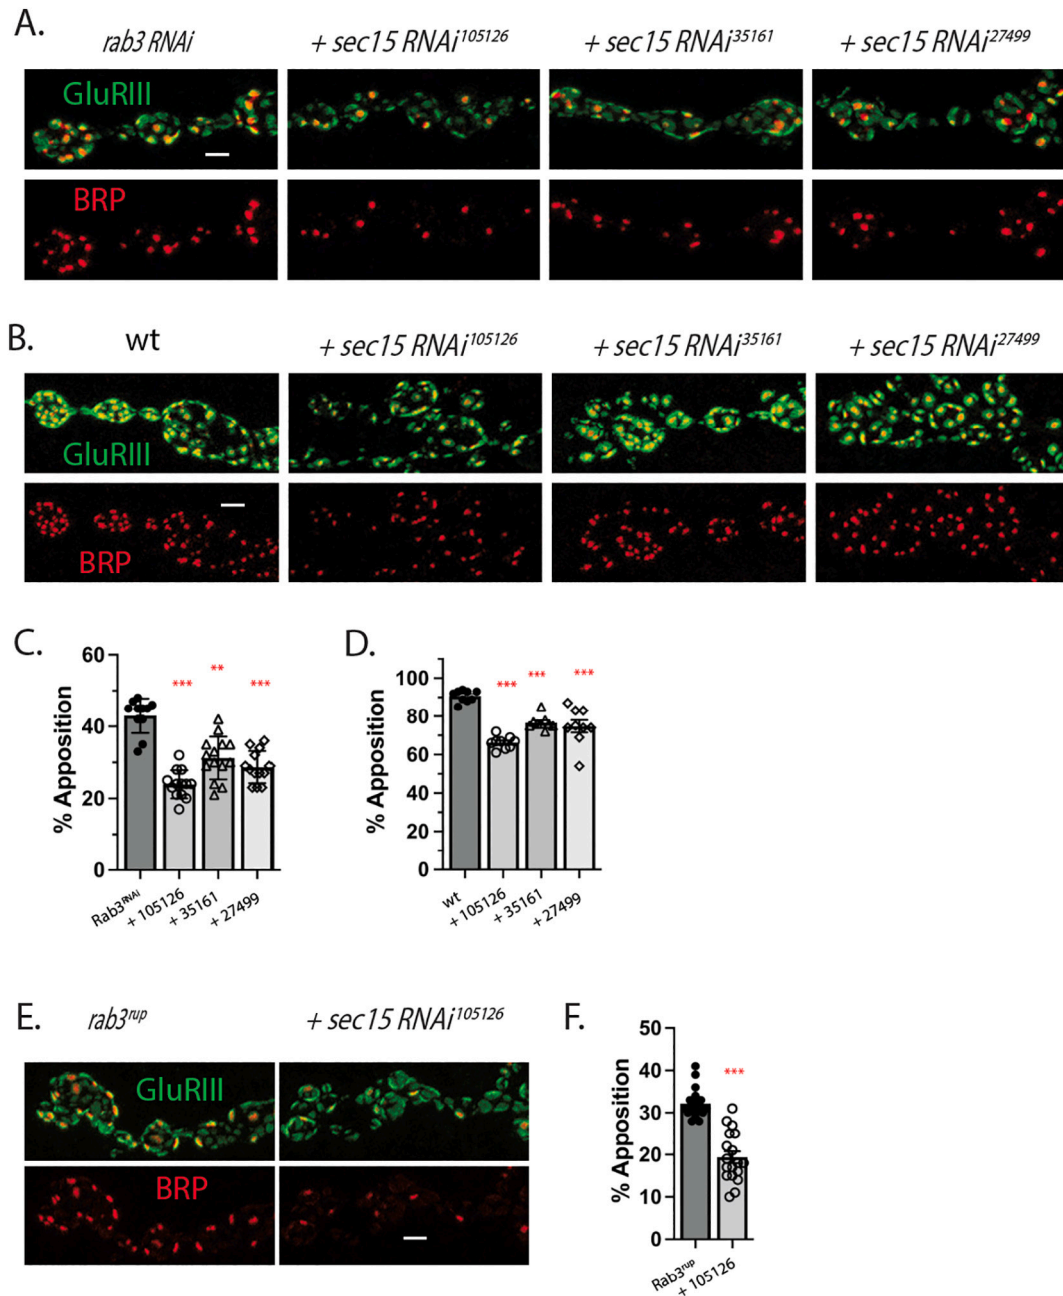 A.
rab3 RNAi + sec15 RNAi¹⁰⁵¹²⁶ + sec15 RNAi³⁵¹⁶¹ + sec15 RNAi²⁷⁴⁹⁹
GluRIII
BRP
B.
wt + sec15 RNAi¹⁰⁵¹²⁶ + sec15 RNAi³⁵¹⁶¹ + sec15 RNAi²⁷⁴⁹⁹
GluRIII
BRP
C.
% Apposition
60
40
20
0
*** ** ***
Rab3ᴿᴺᴬⁱ + 105126 + 35161 + 27499
D.
% Apposition
100
80
60
40
20
0
*** *** ***
wt + 105126 + 35161 + 27499
E.
rab3ʳᵘᵖ + sec15 RNAi¹⁰⁵¹²⁶
GluRIII
BRP
F.
% Apposition
50
40
30
20
10
0
***
Rab3ʳᵘᵖ + 105126